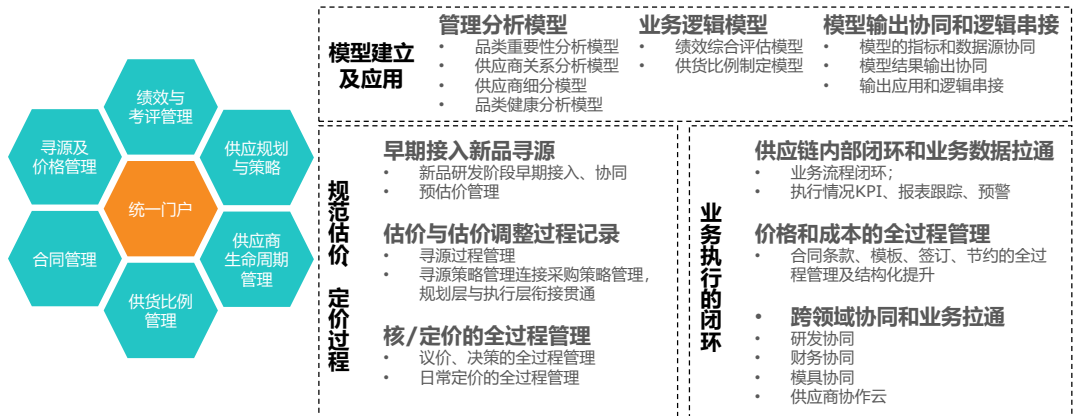 绩效与
考评管理
寻源及
价格管理
供应规划
与策略
统一门户
合同管理
供应商
生命周期
管理
供货比例
管理
模型建立
及应用
管理分析模型
• 品类重要性分析模型
• 供应商关系分析模型
• 供应商细分模型
• 品类健康分析模型
业务逻辑模型
• 绩效综合评估模型
• 供货比例制定模型
模型输出协同和逻辑串接
• 模型的指标和数据源协同
• 模型结果输出协同
• 输出应用和逻辑串接
规范估价 定价过程
早期接入新品寻源
• 新品研发阶段早期接入、协同
• 预估价管理
估价与估价调整过程记录
• 寻源过程管理
• 寻源策略管理连接采购策略管理，
规划层与执行层衔接贯通
核/定价的全过程管理
• 议价、决策的全过程管理
• 日常定价的全过程管理
业务执行的闭环
供应链内部闭环和业务数据拉通
• 业务流程闭环；
• 执行情况KPI、报表跟踪、预警
价格和成本的全过程管理
• 合同条款、模板、签订、节约的全过
程管理及结构化提升
• 跨领域协同和业务拉通
• 研发协同
• 财务协同
• 模具协同
• 供应商协作云